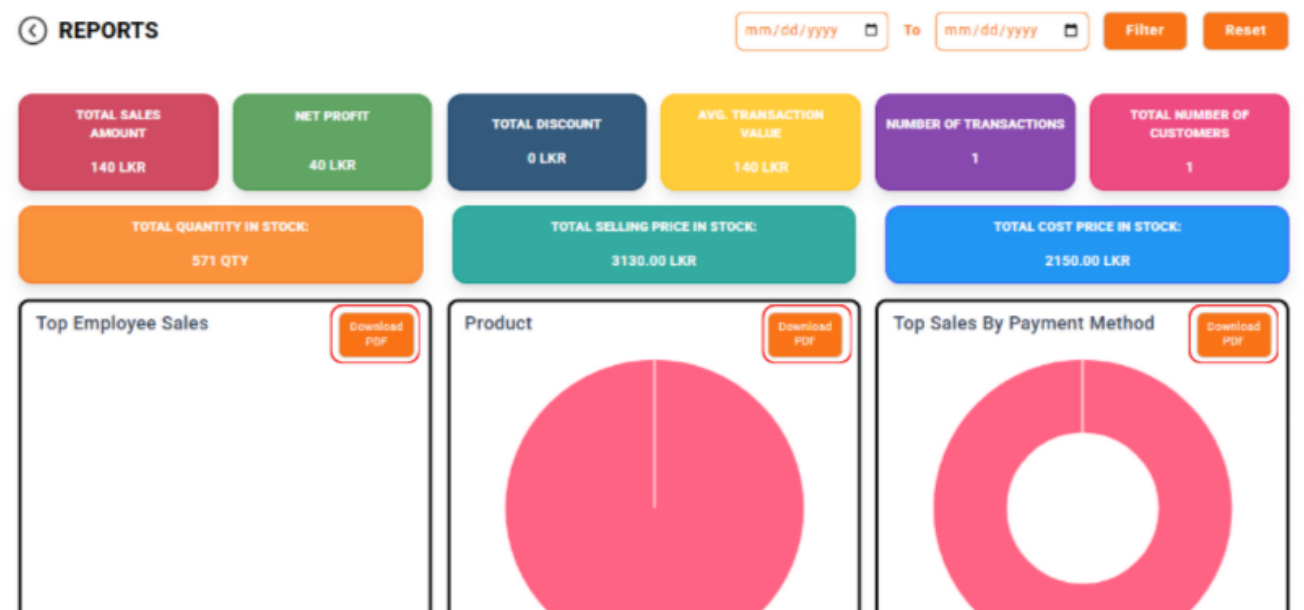 REPORTS
mm/dd/yyyy To mm/dd/yyyy Filter Reset
TOTAL SALES
AMOUNT
140 LKR
NET PROFIT
40 LKR
TOTAL DISCOUNT
0 LKR
AVG. TRANSACTION
VALUE
140 LKR
NUMBER OF TRANSACTIONS
1
TOTAL NUMBER OF
CUSTOMERS
1
TOTAL QUANTITY IN STOCK:
571 QTY
TOTAL SELLING PRICE IN STOCK:
3130.00 LKR
TOTAL COST PRICE IN STOCK:
2150.00 LKR
Top Employee Sales
Download
PDF
Product
Download
PDF
Top Sales By Payment Method
Download
PDF